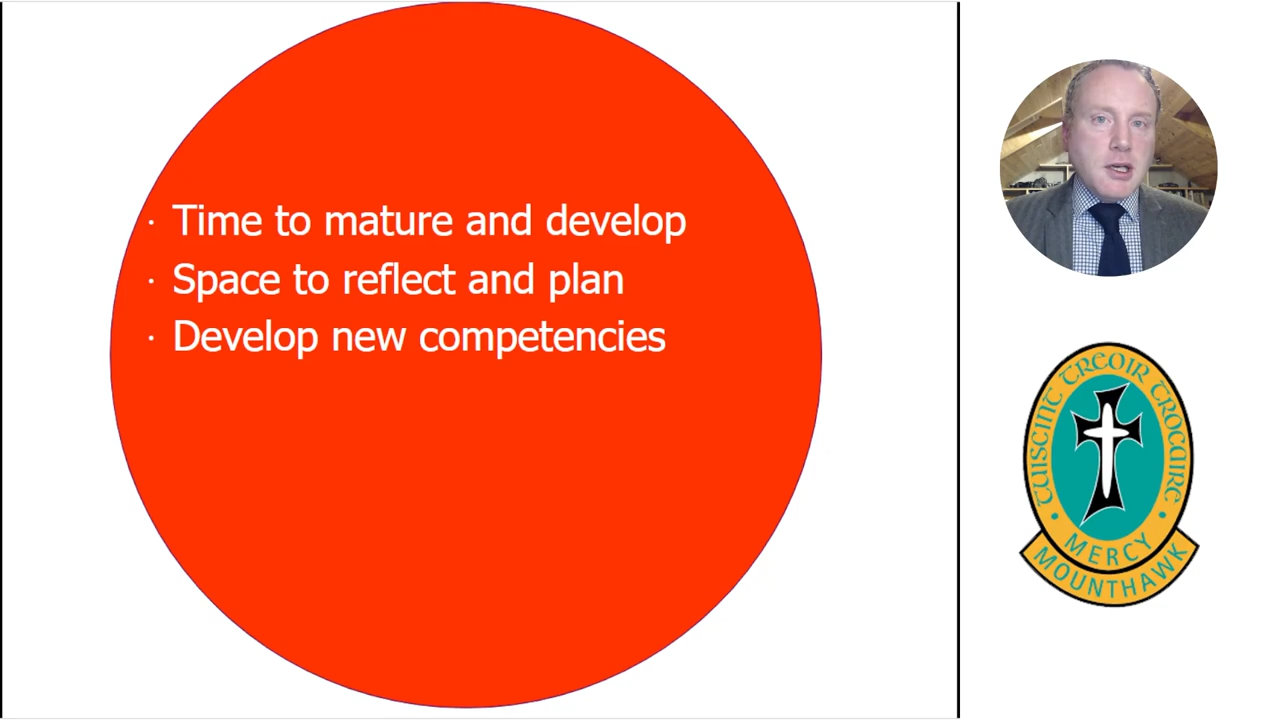 · Time to mature and develop
· Space to reflect and plan
· Develop new competencies
TUISCINT TREOIR TRÓCAIRE
MERCY
MOUNTHAWK